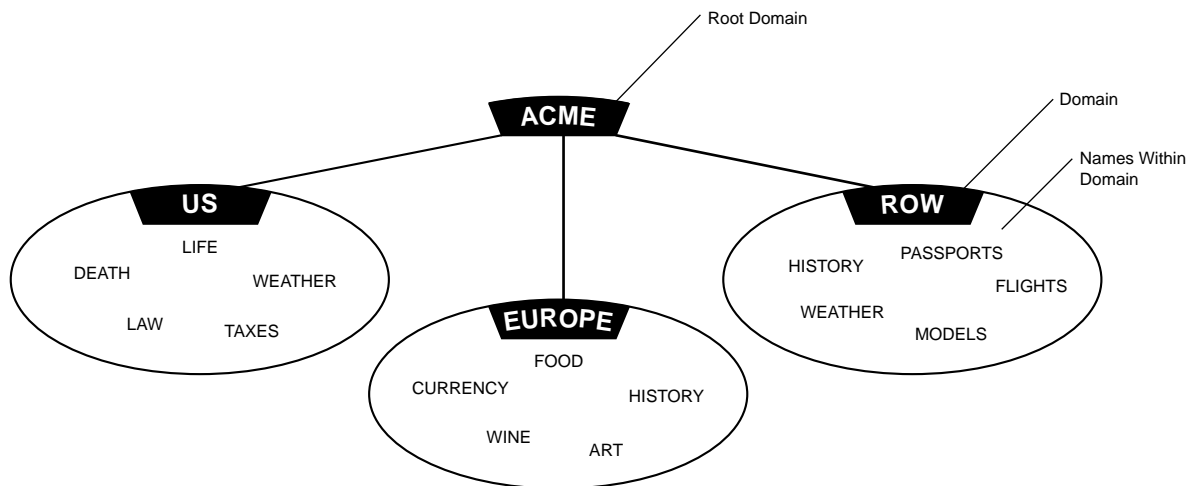 Root Domain
ACME
Domain
Names Within
Domain
US
LIFE
DEATH
WEATHER
LAW
TAXES
ROW
PASSPORTS
HISTORY
FLIGHTS
WEATHER
MODELS
EUROPE
FOOD
CURRENCY
HISTORY
WINE
ART